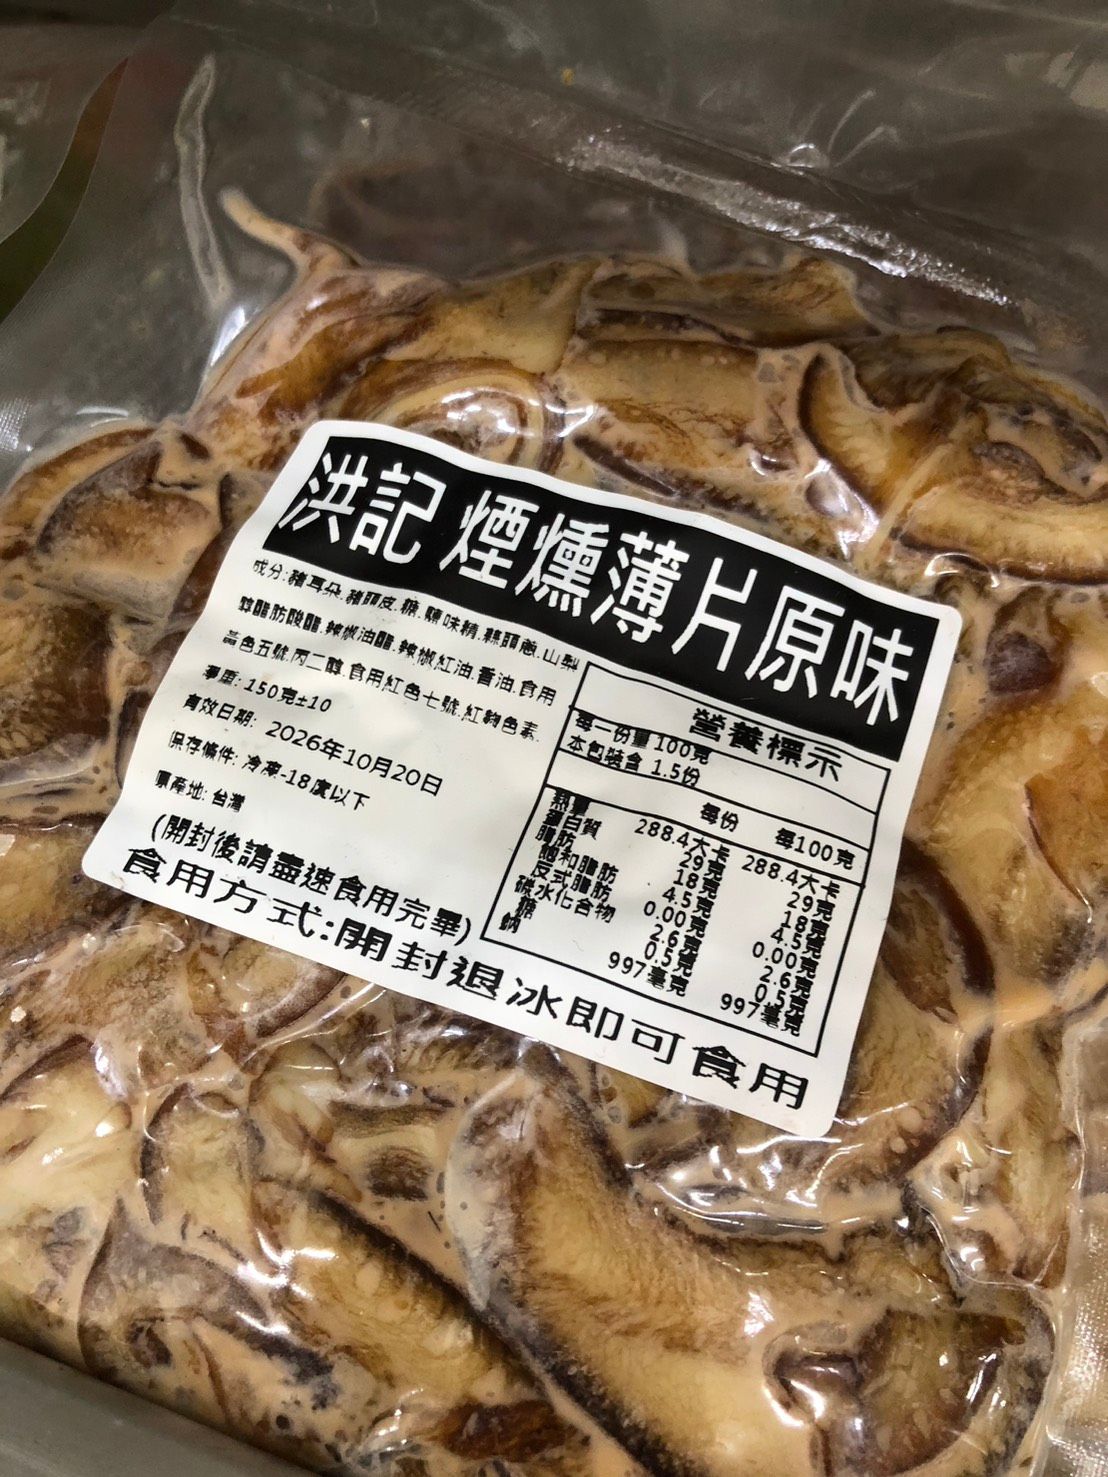 洪記 煙燻薄片原味
成分:豬耳朵.豬頭皮.糖.燻味精.蒜頭.蔥.山梨
醇酯肪酸酯.辣椒油酯.辣椒紅油.香油.食用
黃色五號.丙二醇.食用紅色七號.紅麴色素.
淨重:150克±10
有效日期: 2026年10月20日
保存條件:冷凍-18度以下
原產地:台灣
(開封後請盡速食用完畢)
食用方式:開封退冰即可食用
營養標示
每一份量 100克
本包裝含 1.5份
每份 每100克
熱量 288.4大卡 288.4大卡
蛋白質 29克 29克
脂肪 18克 18克
飽和脂肪 4.5克 4.5克
反式脂肪 0.00克 0.00克
碳水化合物 2.6克 2.6克
糖 0.5克 0.5克
鈉 997毫克 997毫克